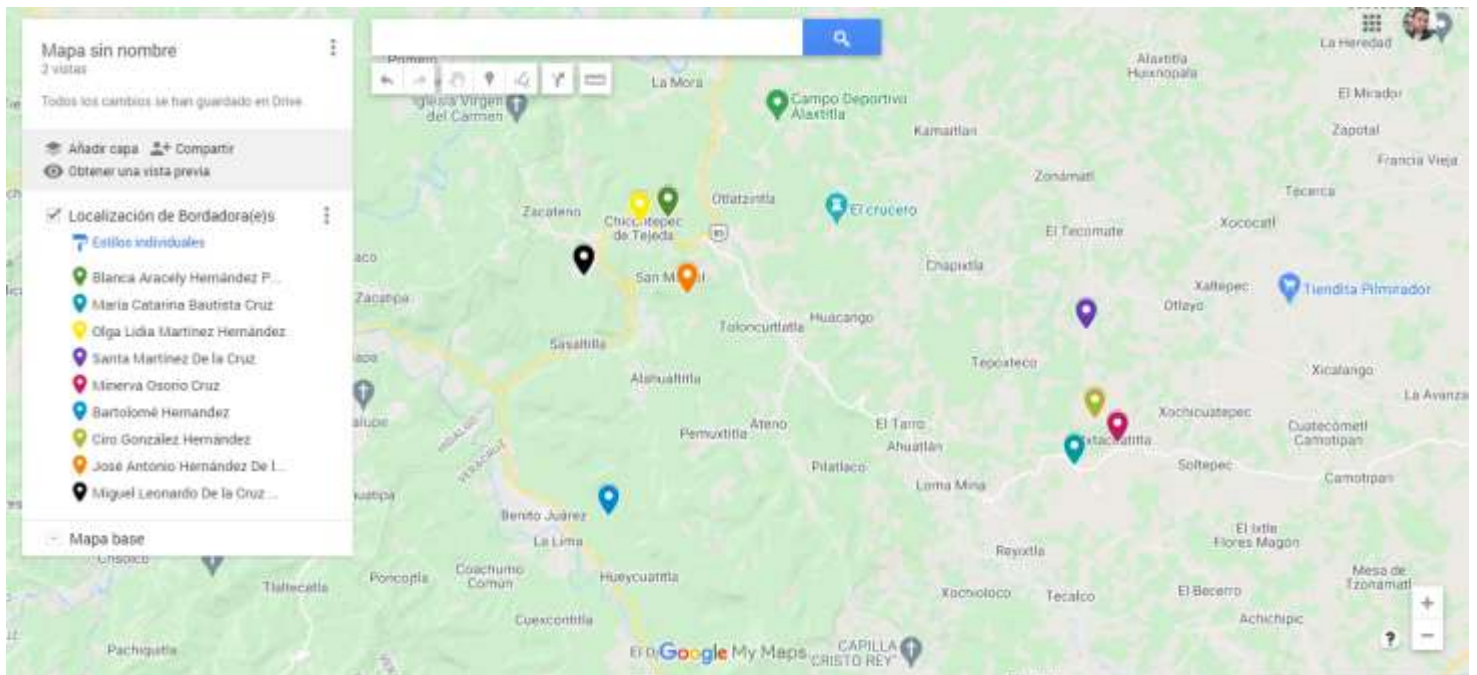 Mapa sin nombre
2 vistas
Todos los cambios se han guardado en Drive
Añadir capa
Compartir
Obtener una vista previa
Localización de Bordadora(e)s
Estilos individuales
Blanca Aracely Hernández P...
María Catarina Bautista Cruz
Olga Lidia Martínez Hernández
Santa Martínez De la Cruz
Minerva Osorio Cruz
Bartolomé Hernandez
Ciro González Hernández
José Antonio Hernández De l...
Miguel Leonardo De la Cruz...
Mapa base
La Heredad
Alaxtitla
Huixnopala
El Mirador
La Mora
Iglesia Virgen
del Carmen
Campo Deportivo
Alaxtitla
Kamaitlan
Zapotal
Francia Vieja
Zonámatl
Tecerca
Zacateno
de Tejeda
Otlatzintla
El crucero
El Tecomate
Xococatl
San M
Chapixtla
Xaltepec
Otlayo
Tiendita Pilmirador
Zacatipa
Huacango
Sasaltitla
Tepoxteco
Xicalango
Alahualtitla
La Avanza
HIDALGO
VERACRUZ
Pemuxtitla
Ateno
El Tarro
Ahuatlán
Xochicuatepec
Cuatecómetl
Camotipan
Pilatlaco
Loma Mina
Soltepec
Camotipan
Benito Juárez
La Lima
El Ixtle
Flores Magón
Reyixtla
Tlaltecatla
Poncotla
Coachumo
Común
Hueycuatitla
Xochioloco
Tecalco
El Becerro
Mesa de
Tzonamatl
Achichipic
Cuexcontitla
Pachiquitla
Google My Maps
CAPILLA
"CRISTO REY"
+
?
−